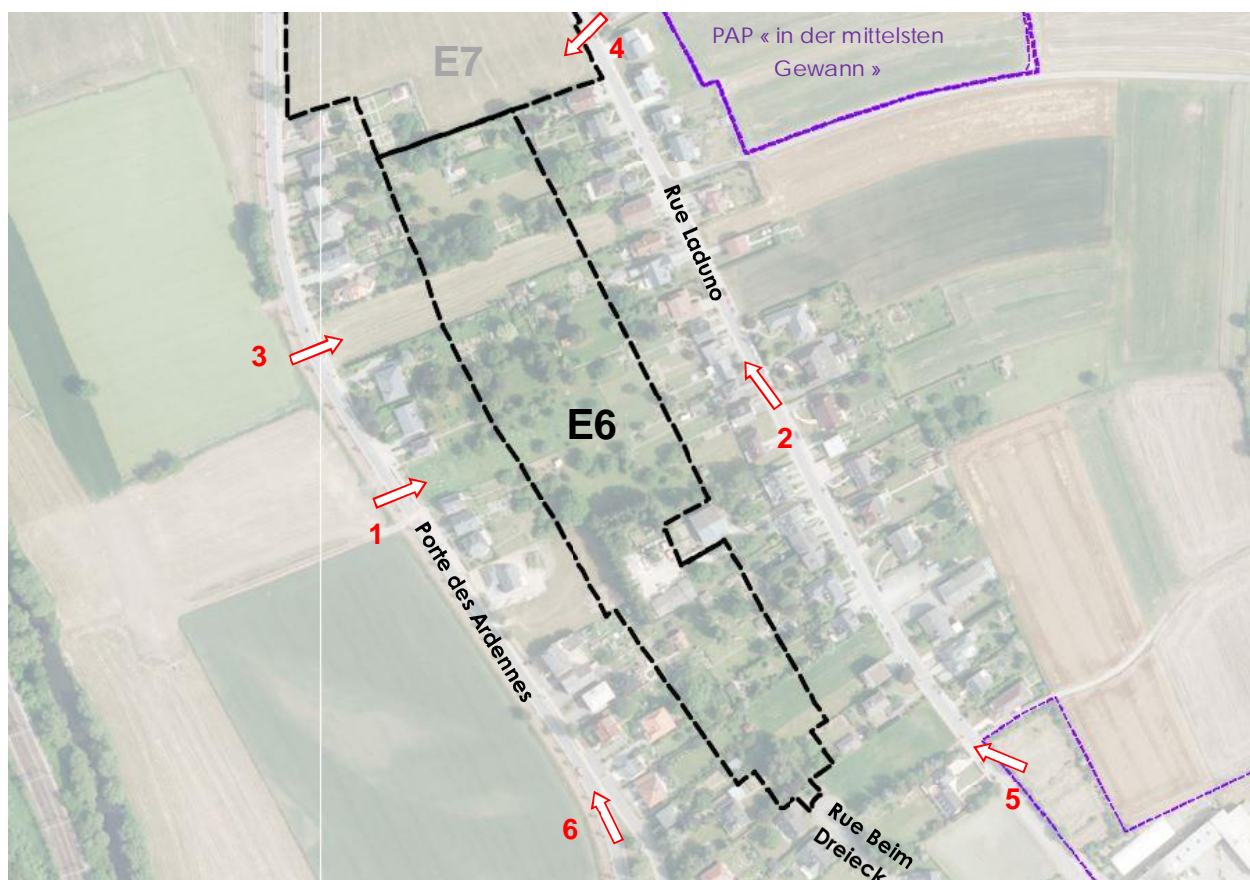 PAP « in der mittelsten
Gewann »
E7
4
Rue Laduno
3
E6
2
1
Porte des Ardennes
5
6
Rue Beim
Dreieck